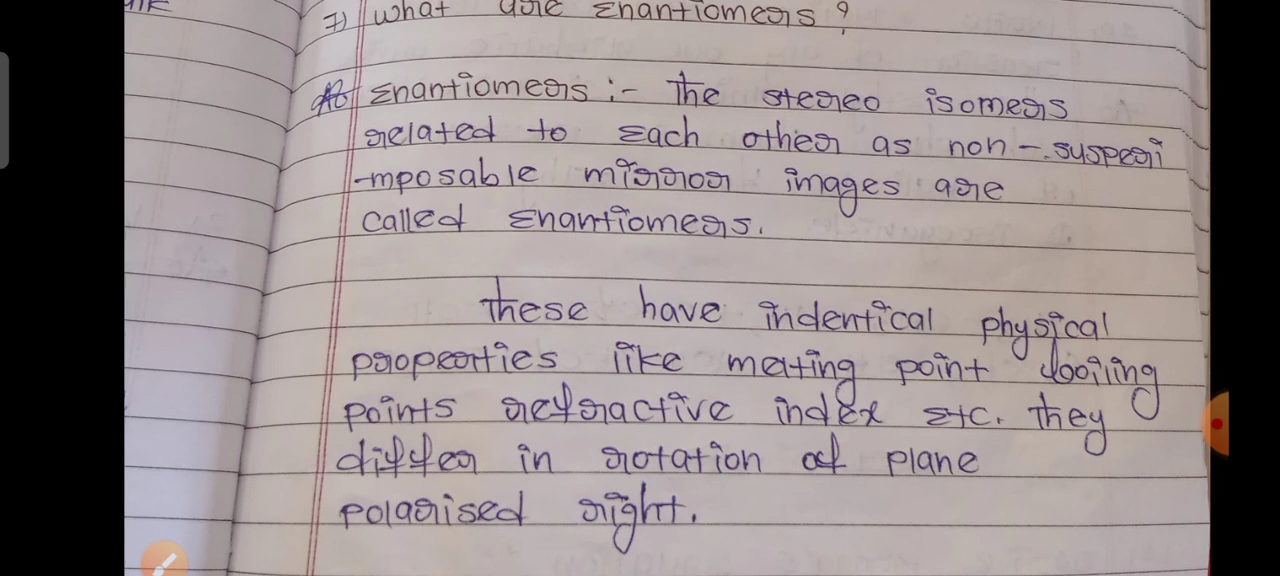 7) What are Enantiomers ?
A) Enantiomers :- The stereo isomers
related to Each other as non - susperi
-mposable mirror images are
called Enantiomers.
These have indentical physical
properties like melting point boiling
points refractive index Etc. They
differ in rotation of plane
polarised right.